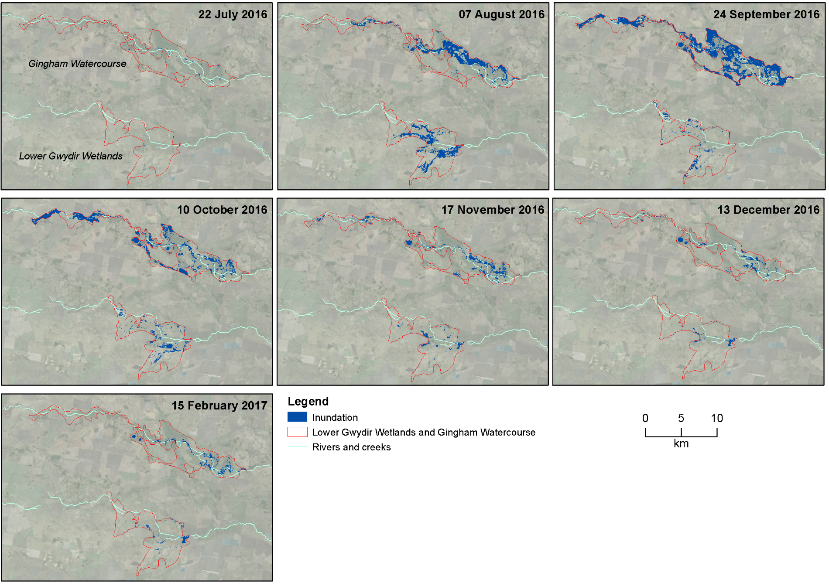 22 July 2016
07 August 2016
24 September 2016
Gingham Watercourse
Lower Gwydir Wetlands
10 October 2016
17 November 2016
13 December 2016
15 February 2017
Legend
Inundation
Lower Gwydir Wetlands and Gingham Watercourse
Rivers and creeks
0 5 10
km